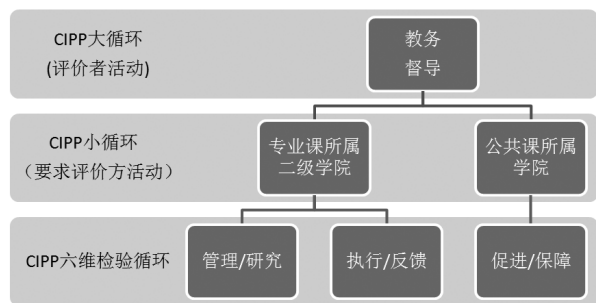 CIPP大循环
(评价者活动)
教务
督导
CIPP小循环
（要求评价方活动）
专业课所属
二级学院
公共课所属
学院
CIPP六维检验循环
管理/研究
执行/反馈
促进/保障